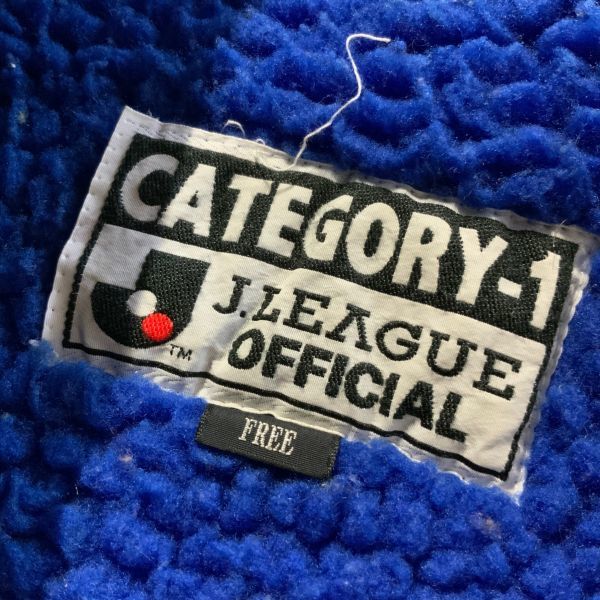 CATEGORY-1
J.LEAGUE
OFFICIAL
TM
FREE